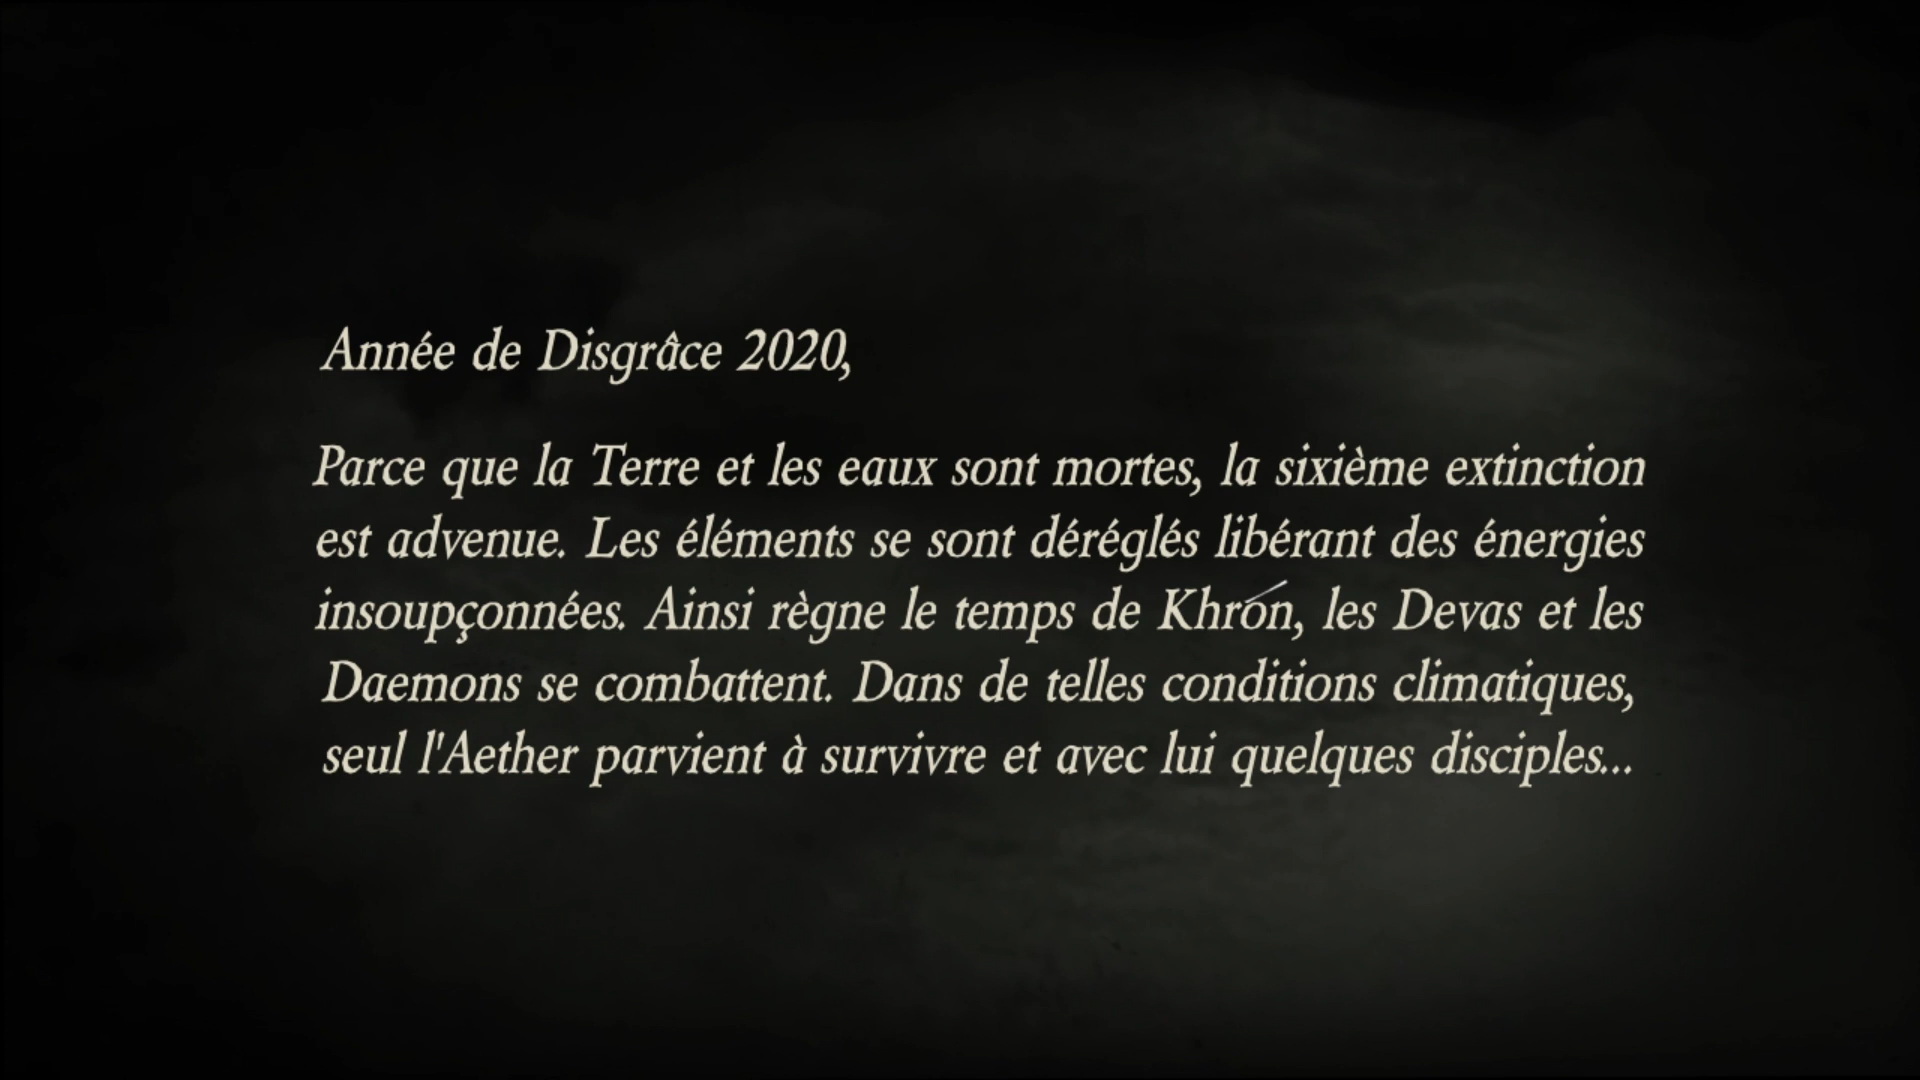 Année de Disgrâce 2020,
Parce que la Terre et les eaux sont mortes, la sixième extinction
est advenue. Les éléments se sont déréglés libérant des énergies
insoupçonnées. Ainsi règne le temps de Khrón, les Devas et les
Daemons se combattent. Dans de telles conditions climatiques,
seul l'Aether parvient à survivre et avec lui quelques disciples...